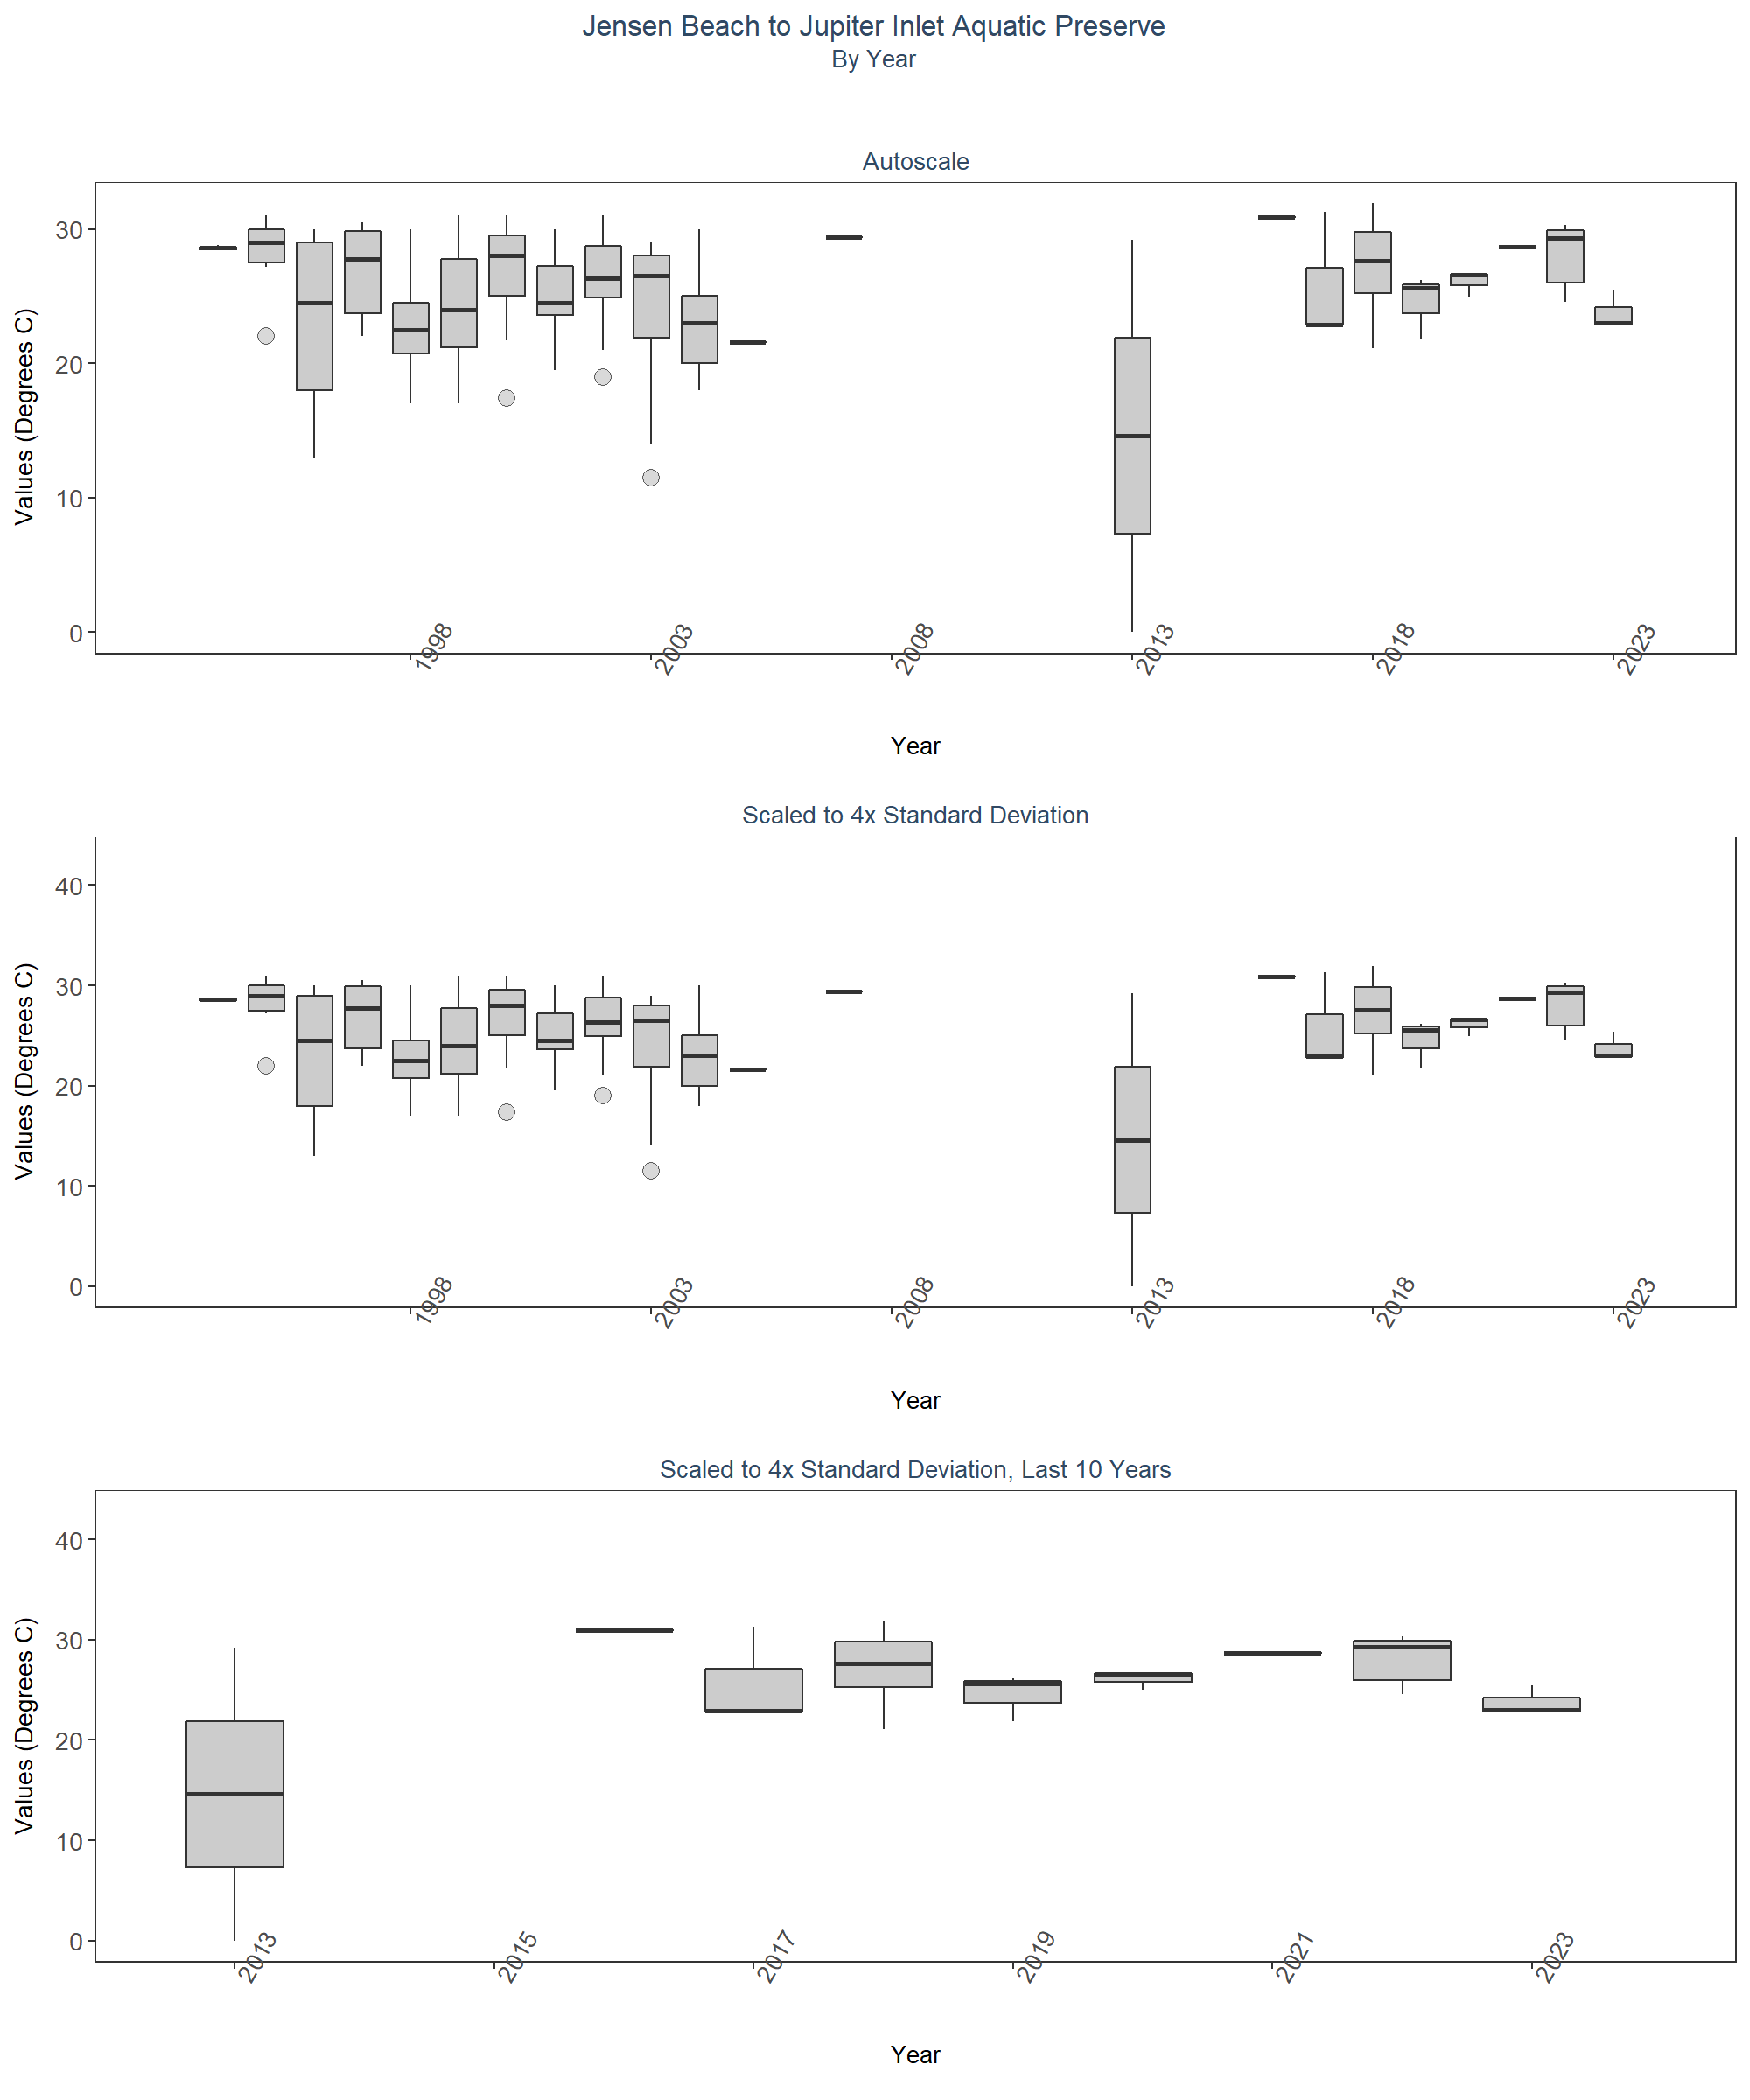 Jensen Beach to Jupiter Inlet Aquatic Preserve
By Year
Autoscale
Values (Degrees C)
30
20
10
0
1998
2003
2008
2013
2018
2023
Year
Scaled to 4x Standard Deviation
Values (Degrees C)
40
30
20
10
0
1998
2003
2008
2013
2018
2023
Year
Scaled to 4x Standard Deviation, Last 10 Years
Values (Degrees C)
40
30
20
10
0
2013
2015
2017
2019
2021
2023
Year